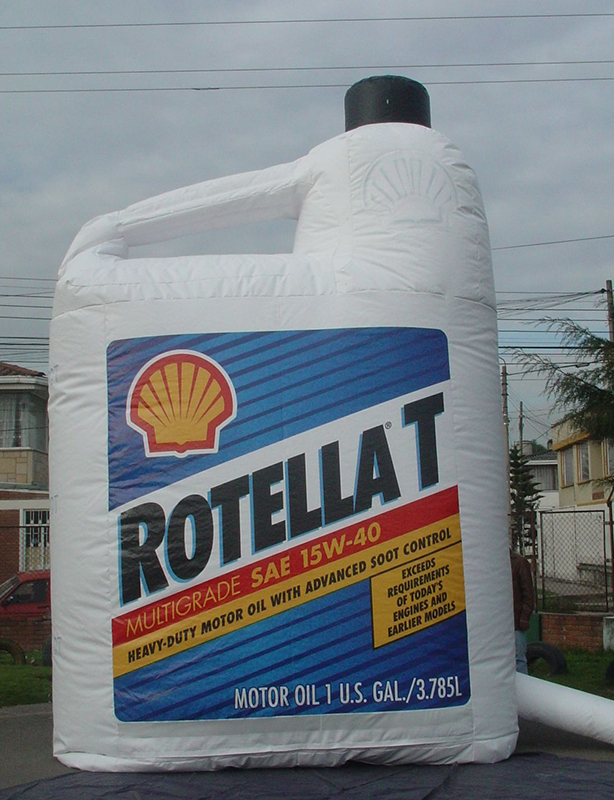 ROTELLA T®
MULTIGRADE SAE 15W-40
HEAVY-DUTY MOTOR OIL WITH ADVANCED SOOT CONTROL
EXCEEDS
REQUIREMENTS
OF TODAY'S
ENGINES AND
EARLIER MODELS
MOTOR OIL 1 U.S. GAL./3.785L